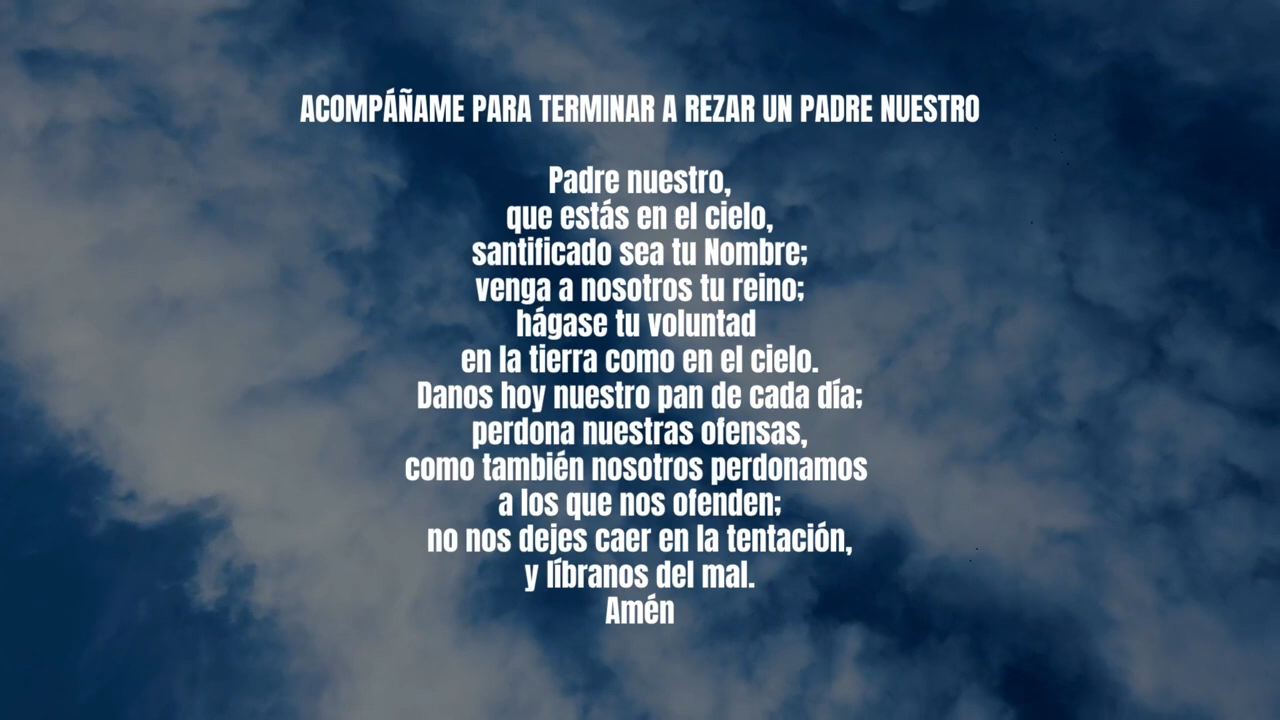 ACOMPÁÑAME PARA TERMINAR A REZAR UN PADRE NUESTRO
Padre nuestro,
que estás en el cielo,
santificado sea tu Nombre;
venga a nosotros tu reino;
hágase tu voluntad
en la tierra como en el cielo.
Danos hoy nuestro pan de cada día;
perdona nuestras ofensas,
como también nosotros perdonamos
a los que nos ofenden;
no nos dejes caer en la tentación,
y líbranos del mal.
Amén